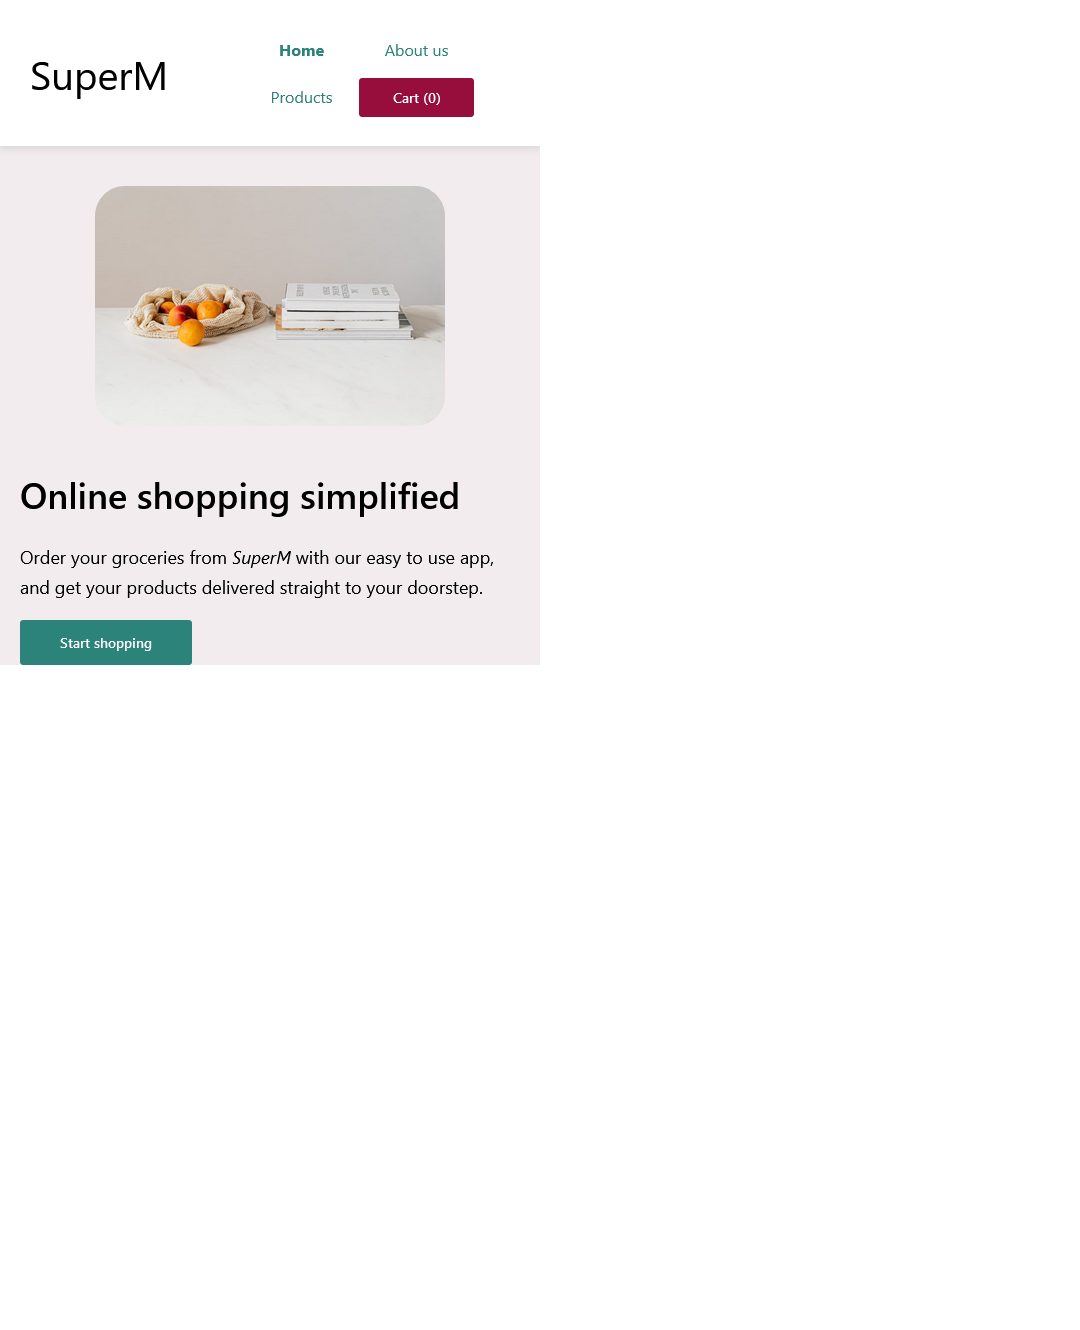 SuperM
Home
About us
Products
Cart (0)
Online shopping simplified
Order your groceries from SuperM with our easy to use app,
and get your products delivered straight to your doorstep.
Start shopping